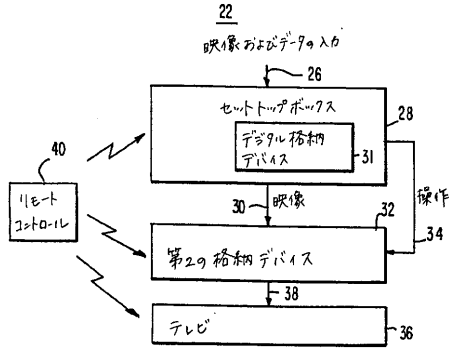 22
映像およびデータの入力
26
セットトップボックス
28
デジタル格納
デバイス
31
40
リモート
コントロール
30
映像
32
操作
34
第2の格納デバイス
38
テレビ
36